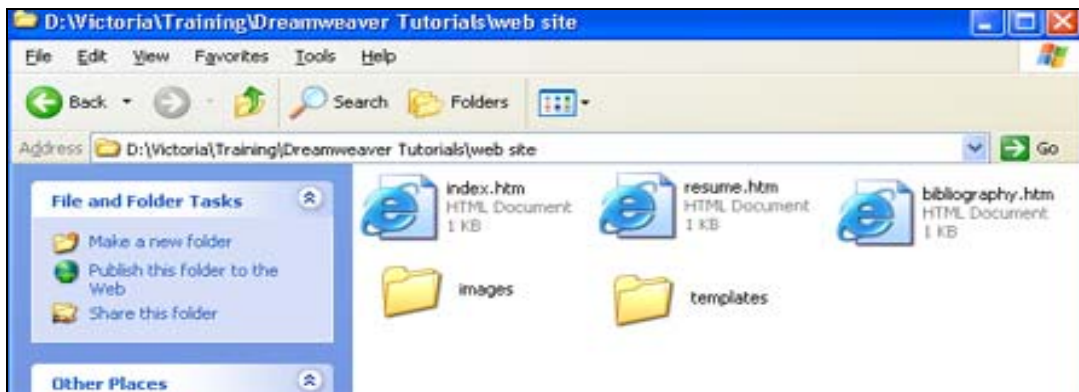 D:\Victoria\Training\Dreamweaver Tutorials\web site
File Edit View Favorites Tools Help
Back Search Folders
Address D:\Victoria\Training\Dreamweaver Tutorials\web site Go
File and Folder Tasks
Make a new folder
Publish this folder to the
Web
Share this folder
Other Places
index.htm
HTML Document
1 KB
resume.htm
HTML Document
1 KB
bibliography.htm
HTML Document
1 KB
images
templates